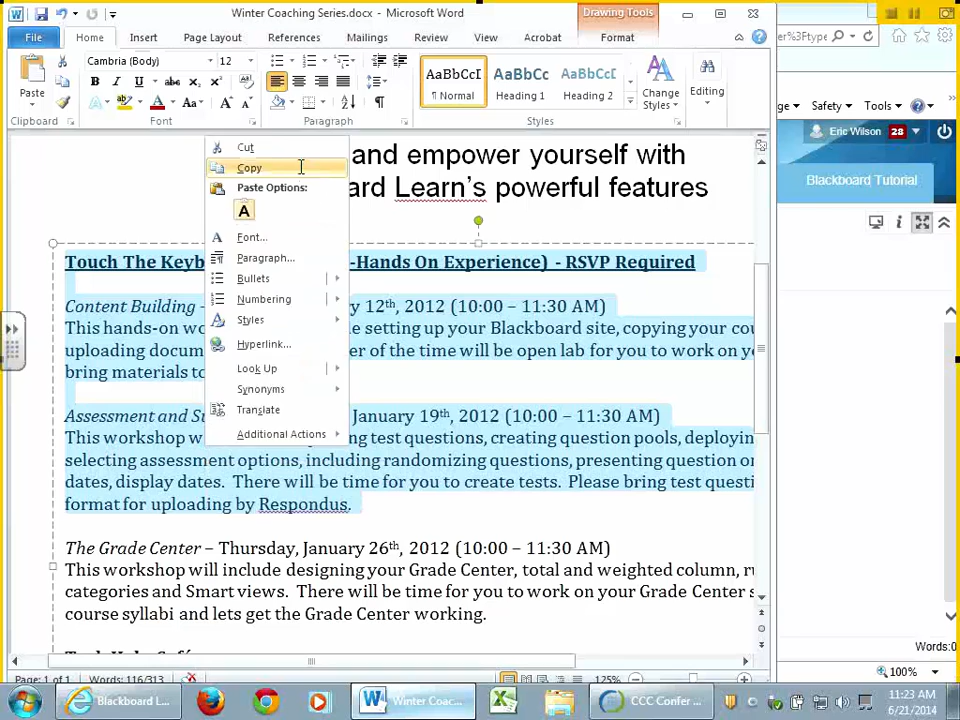 Winter Coaching Series.docx - Microsoft Word
Drawing Tools
File
Home
Insert
Page Layout
References
Mailings
Review
View
Acrobat
Format
er%3Ftype
Paste
Clipboard
Cambria (Body)
12
Font
Paragraph
AaBbCcI
¶ Normal
AaBbCc
Heading 1
AaBbCc
Heading 2
Change
Styles
Styles
Editing
ge
Safety
Tools
Eric Wilson
28
Blackboard Tutorial
and empower yourself with
ard Learn's powerful features
Cut
Copy
Paste Options:
A
Font...
Paragraph...
Bullets
Numbering
Styles
Hyperlink...
Look Up
Synonyms
Translate
Additional Actions
Touch The Keyb
-Hands On Experience) - RSVP Required
Content Building –
y 12th, 2012 (10:00 – 11:30 AM)
This hands-on wo
e setting up your Blackboard site, copying your cou
uploading docum
er of the time will be open lab for you to work on y
bring materials to
Assessment and Su
January 19th, 2012 (10:00 – 11:30 AM)
This workshop w
ing test questions, creating question pools, deployin
selecting assessment options, including randomizing questions, presenting question on
dates, display dates. There will be time for you to create tests. Please bring test questi
format for uploading by Respondus.
The Grade Center – Thursday, January 26th, 2012 (10:00 – 11:30 AM)
This workshop will include designing your Grade Center, total and weighted column, ru
categories and Smart views. There will be time for you to work on your Grade Center s
course syllabi and lets get the Grade Center working.
Words:0
Page: 1 of 1
Words: 116/313
125%
100%
Blackboard L...
Winter Coac...
CCC Confer ...
11:23 AM
6/21/2014